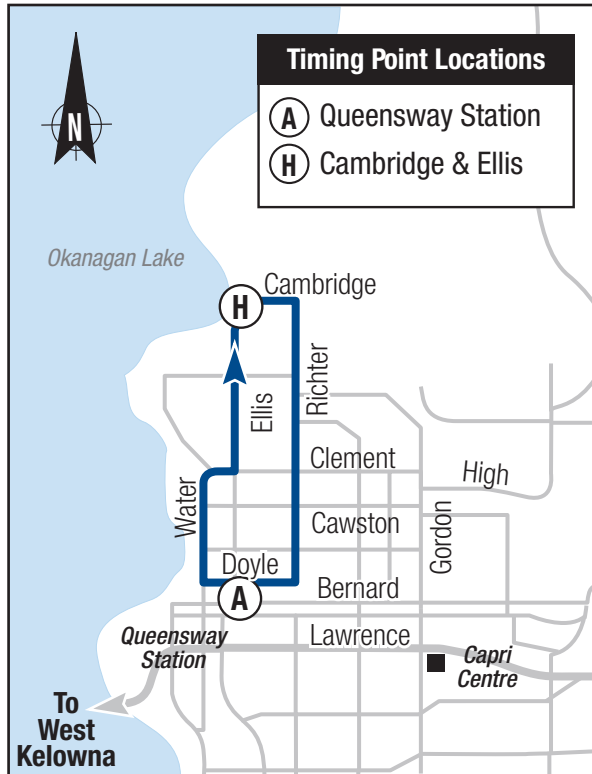 Timing Point Locations
A Queensway Station
H Cambridge & Ellis
N
Okanagan Lake
Cambridge
H
Richter
Ellis
Clement
High
Water
Cawston
Gordon
Doyle
A
Bernard
Queensway
Station
Lawrence
Capri
Centre
To
West
Kelowna